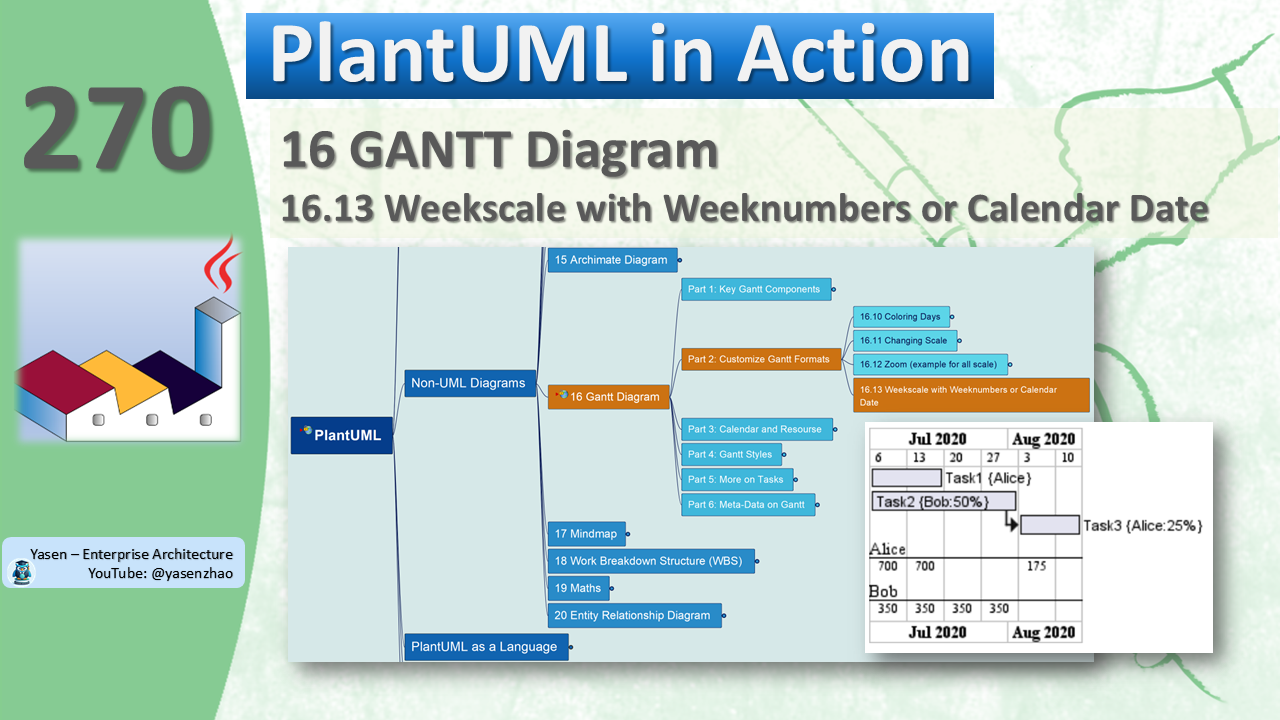 PlantUML in Action
270
16 GANTT Diagram
16.13 Weekscale with Weeknumbers or Calendar Date
15 Archimate Diagram
Part 1: Key Gantt Components
16.10 Coloring Days
16.11 Changing Scale
Part 2: Customize Gantt Formats
16.12 Zoom (example for all scale)
Non-UML Diagrams
16 Gantt Diagram
16.13 Weekscale with Weeknumbers or Calendar
Date
PlantUML
Part 3: Calendar and Resourse
Part 4: Gantt Styles
Part 5: More on Tasks
Part 6: Meta-Data on Gantt
17 Mindmap
18 Work Breakdown Structure (WBS)
19 Maths
20 Entity Relationship Diagram
PlantUML as a Language
Jul 2020 Aug 2020
6 13 20 27 3 10
Task1 {Alice}
Task2 {Bob:50%}
Task3 {Alice:25%}
Alice
700 700 175
Bob
350 350 350 350
Jul 2020 Aug 2020
Yasen – Enterprise Architecture
YouTube: @yasenzhao